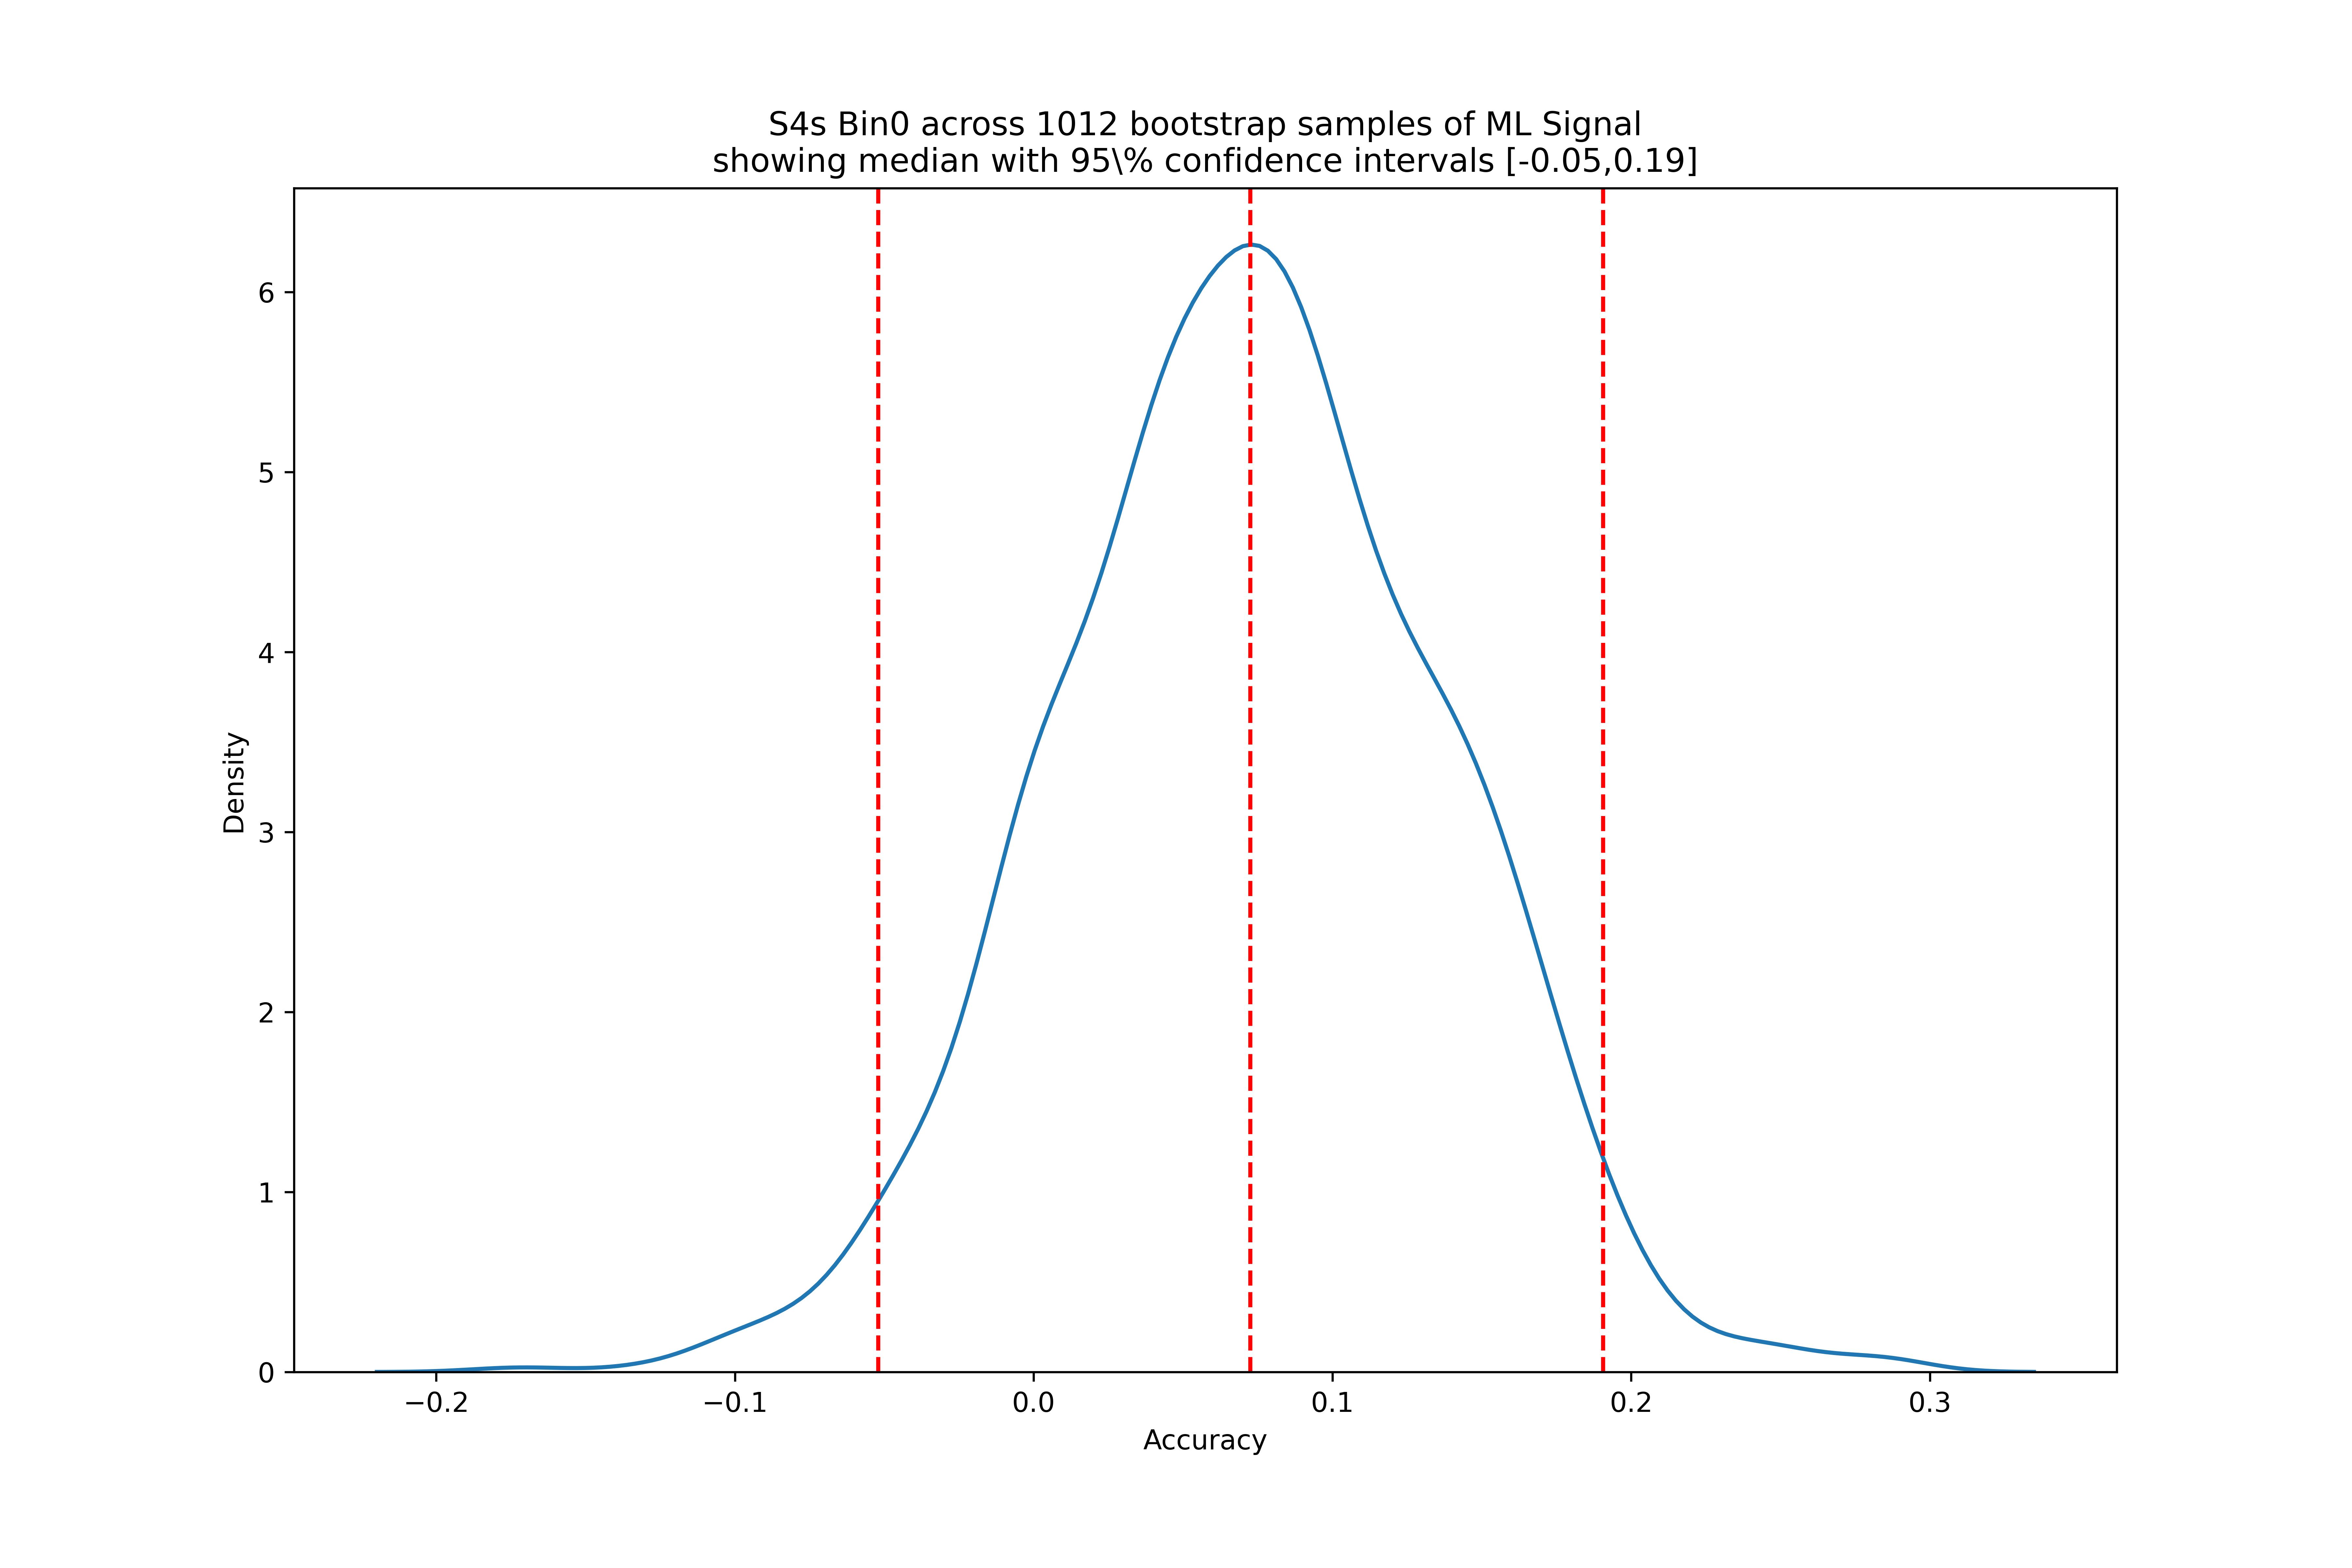 S4s Bin0 across 1012 bootstrap samples of ML Signal
showing median with 95\% confidence intervals [-0.05,0.19]
6
5
4
3
2
1
0
Density
−0.2 −0.1 0.0 0.1 0.2 0.3
Accuracy